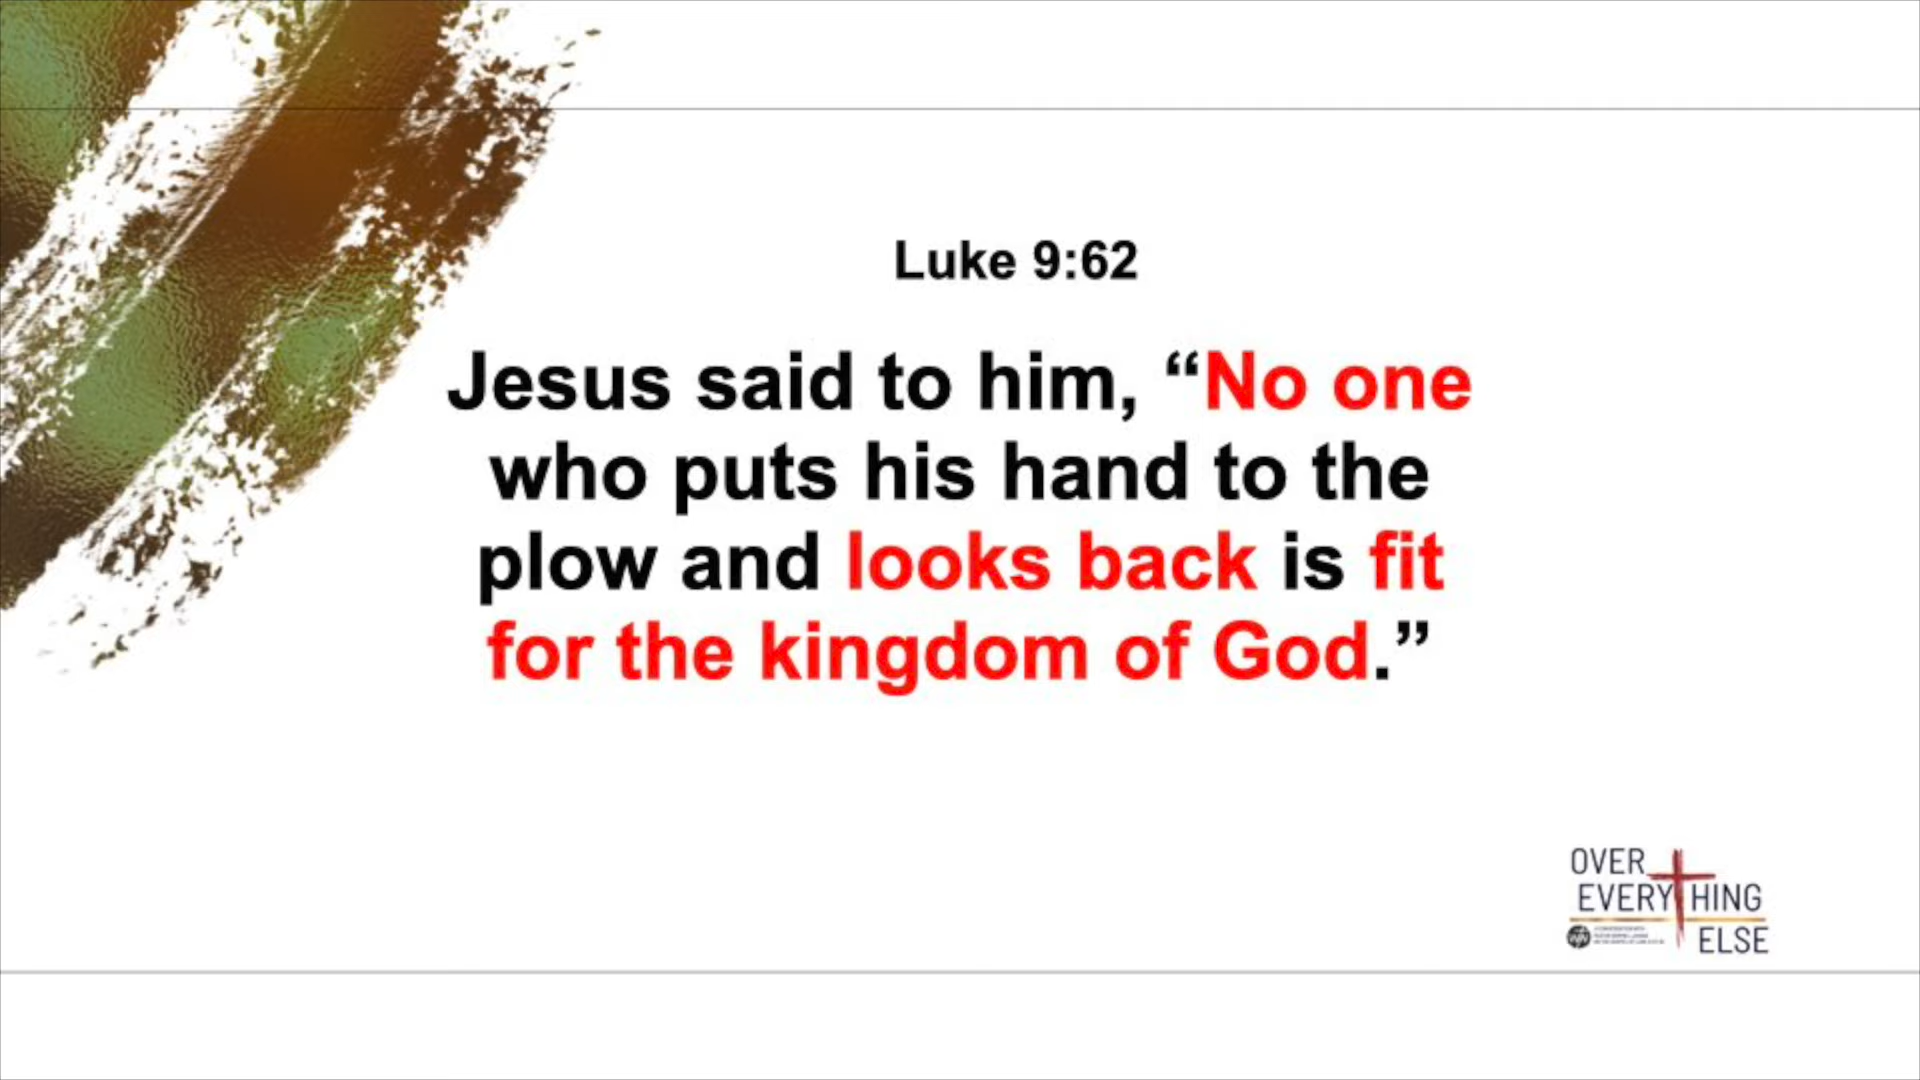 Luke 9:62
Jesus said to him, “No one
who puts his hand to the
plow and looks back is fit
for the kingdom of God.”
OVER
EVERYTHING
ELSE